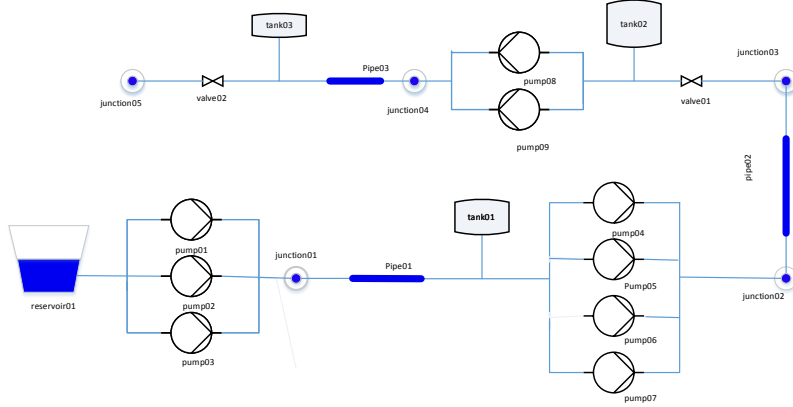 tank03
tank02
Pipe03
junction03
pump08
junction05
valve02
junction04
valve01
pump09
pipe02
tank01
pump04
pump01
junction01
Pipe01
Pump05
junction02
reservoir01
pump02
pump06
pump03
pump07